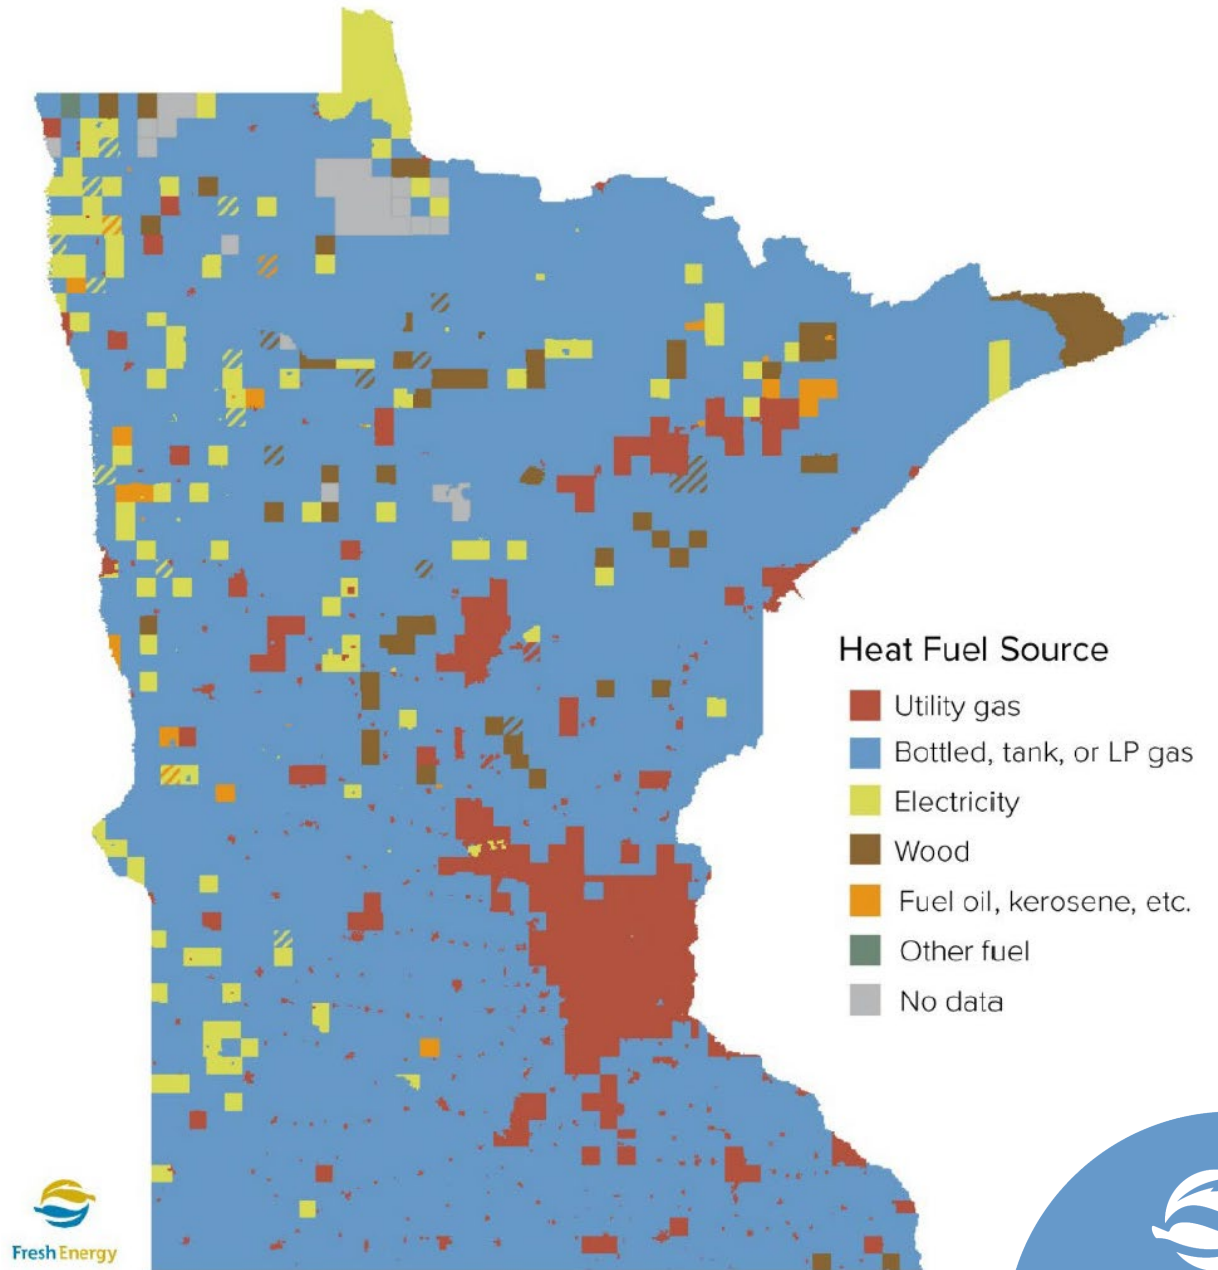 Heat Fuel Source
Utility gas
Bottled, tank, or LP gas
Electricity
Wood
Fuel oil, kerosene, etc.
Other fuel
No data
FreshEnergy